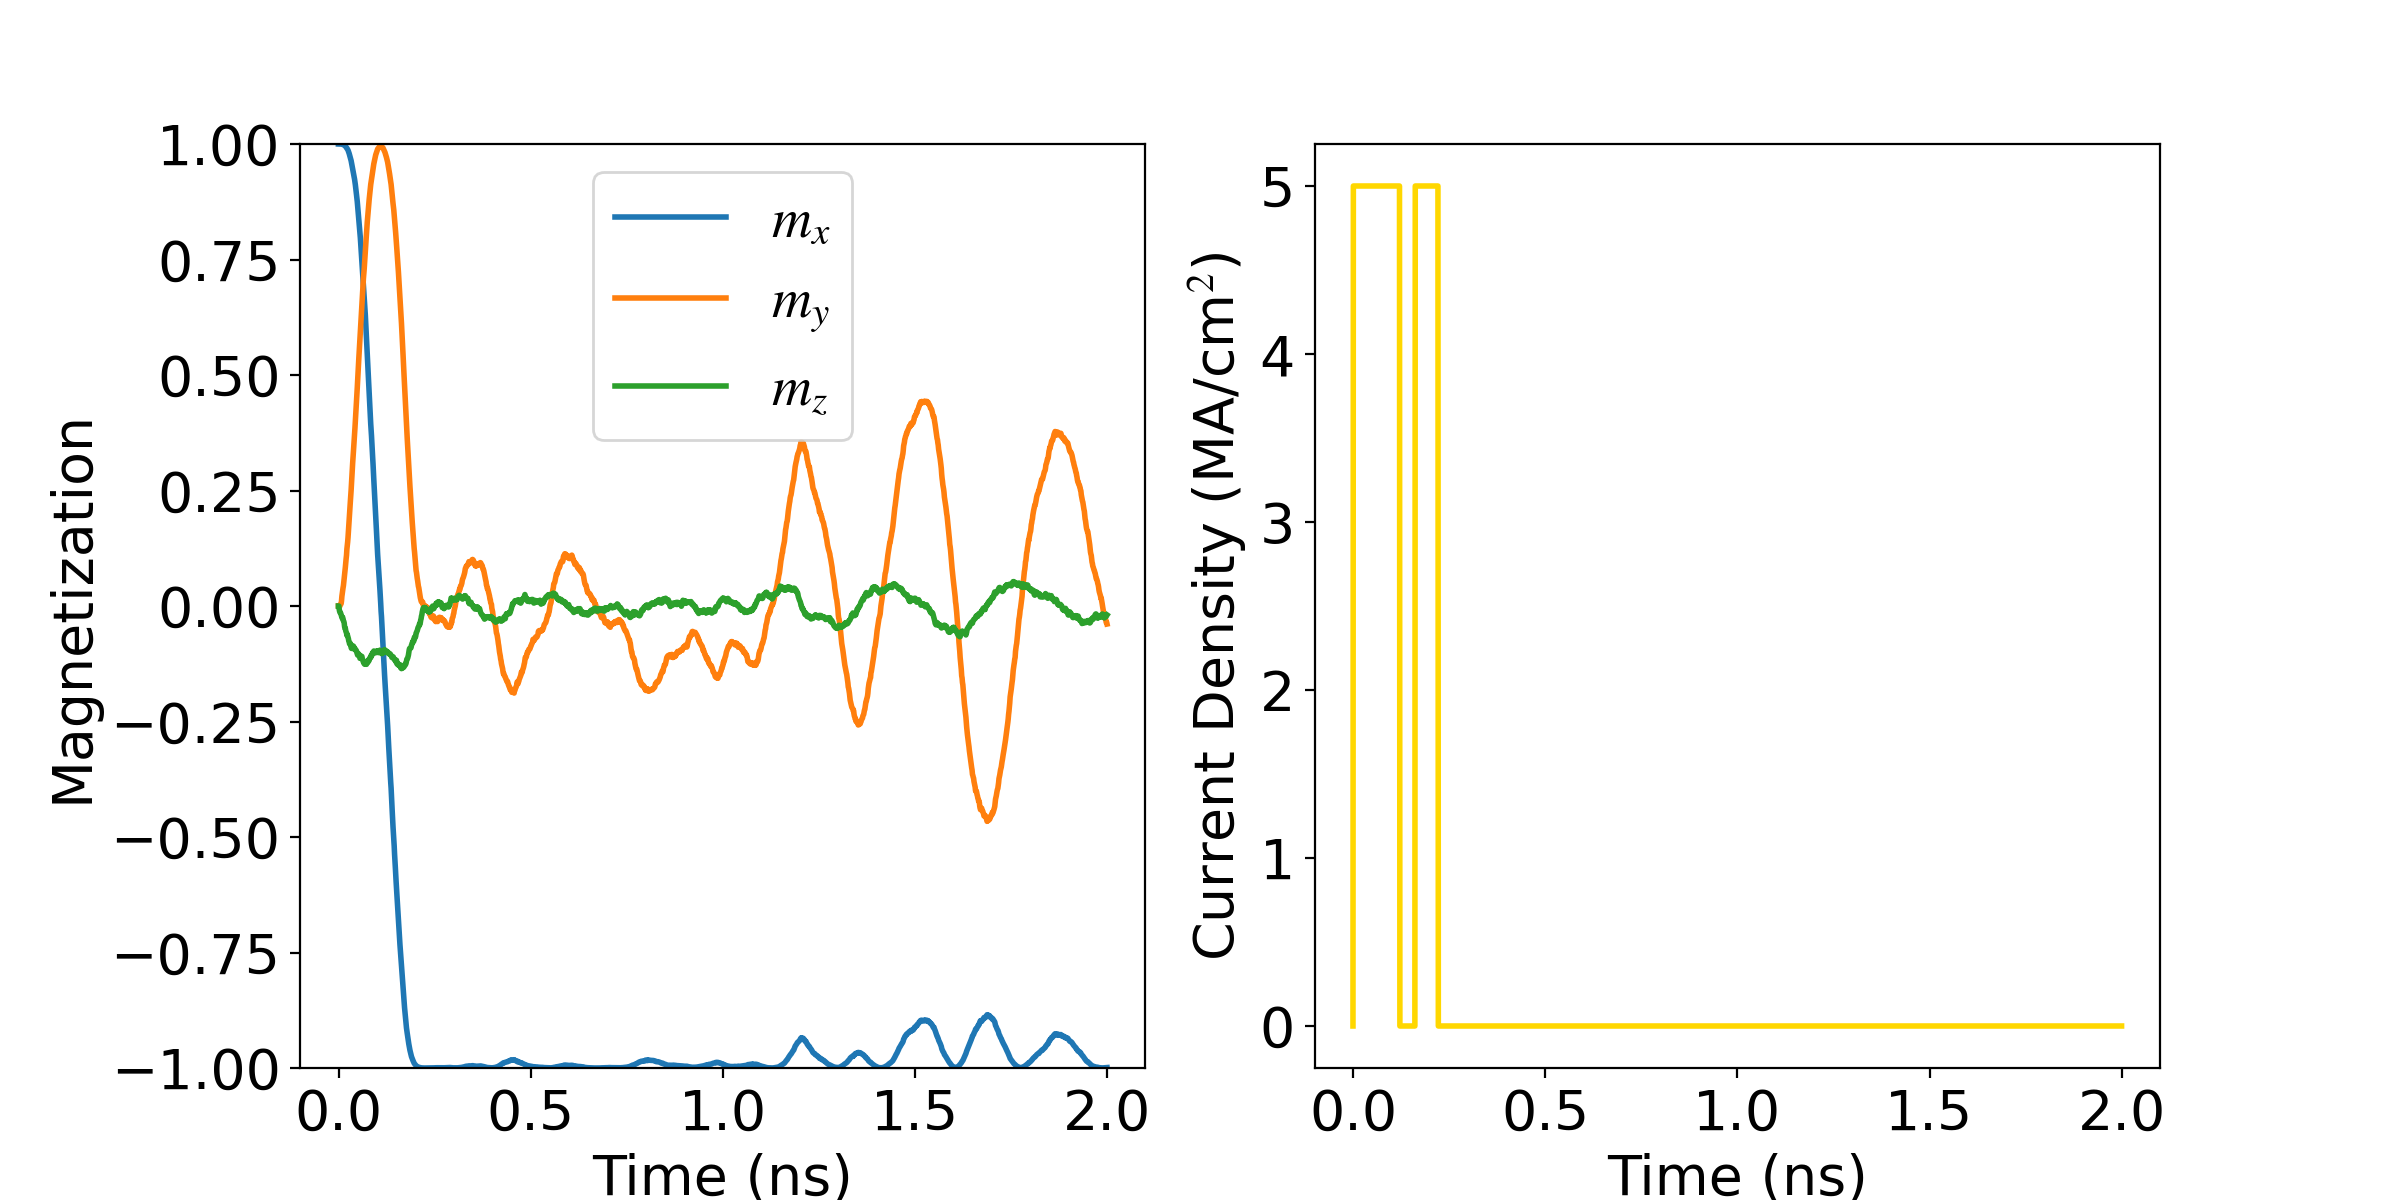 1.00
0.75
0.50
0.25
0.00
−0.25
−0.50
−0.75
−1.00
Magnetization
0.0 0.5 1.0 1.5 2.0
Time (ns)
m_x
m_y
m_z
5
4
3
2
1
0
Current Density (MA/cm²)
0.0 0.5 1.0 1.5 2.0
Time (ns)